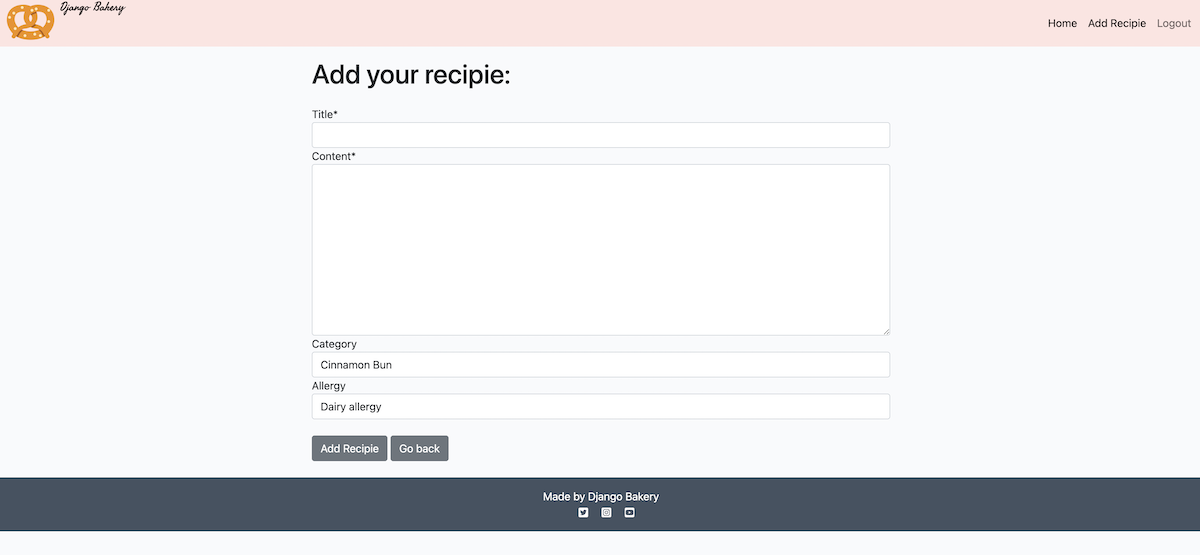 Django Bakery
Home Add Recipie Logout
Add your recipie:
Title*
Content*
Category
Cinnamon Bun
Allergy
Dairy allergy
Add Recipie Go back
Made by Django Bakery